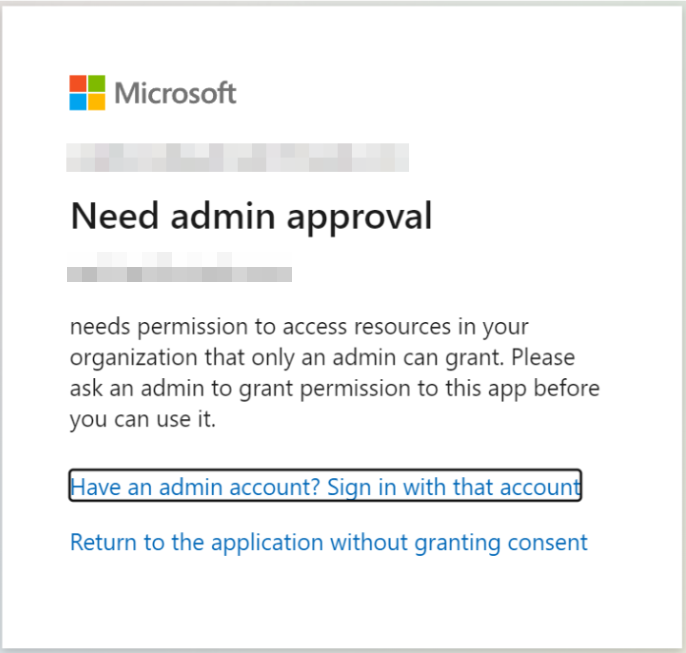 Microsoft
Need admin approval
needs permission to access resources in your
organization that only an admin can grant. Please
ask an admin to grant permission to this app before
you can use it.
Have an admin account? Sign in with that account
Return to the application without granting consent